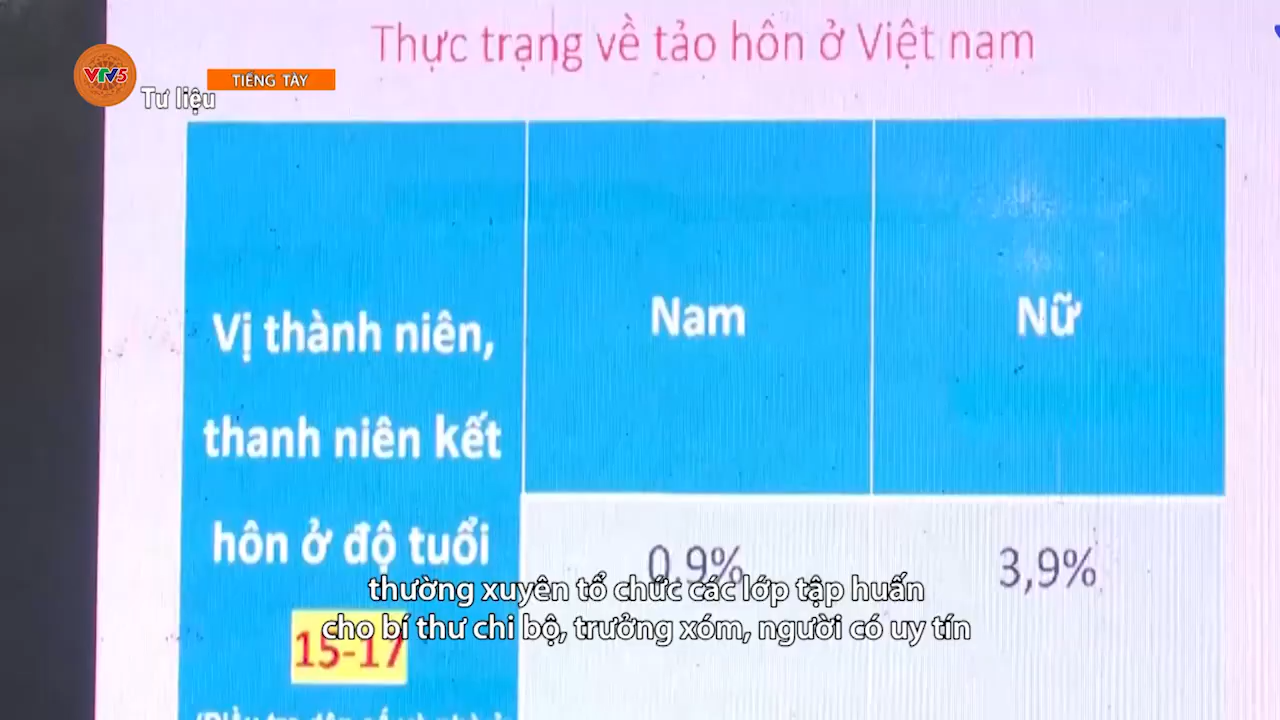 Thực trạng về tảo hôn ở Việt nam
VTV5
TIẾNG TÀY
Tư liệu
Vị thành niên,
thanh niên kết
hôn ở độ tuổi
15-17
Nam
Nữ
0,9%
3,9%
thường xuyên tổ chức các lớp tập huấn
cho bí thư chi bộ, trưởng xóm, người có uy tín